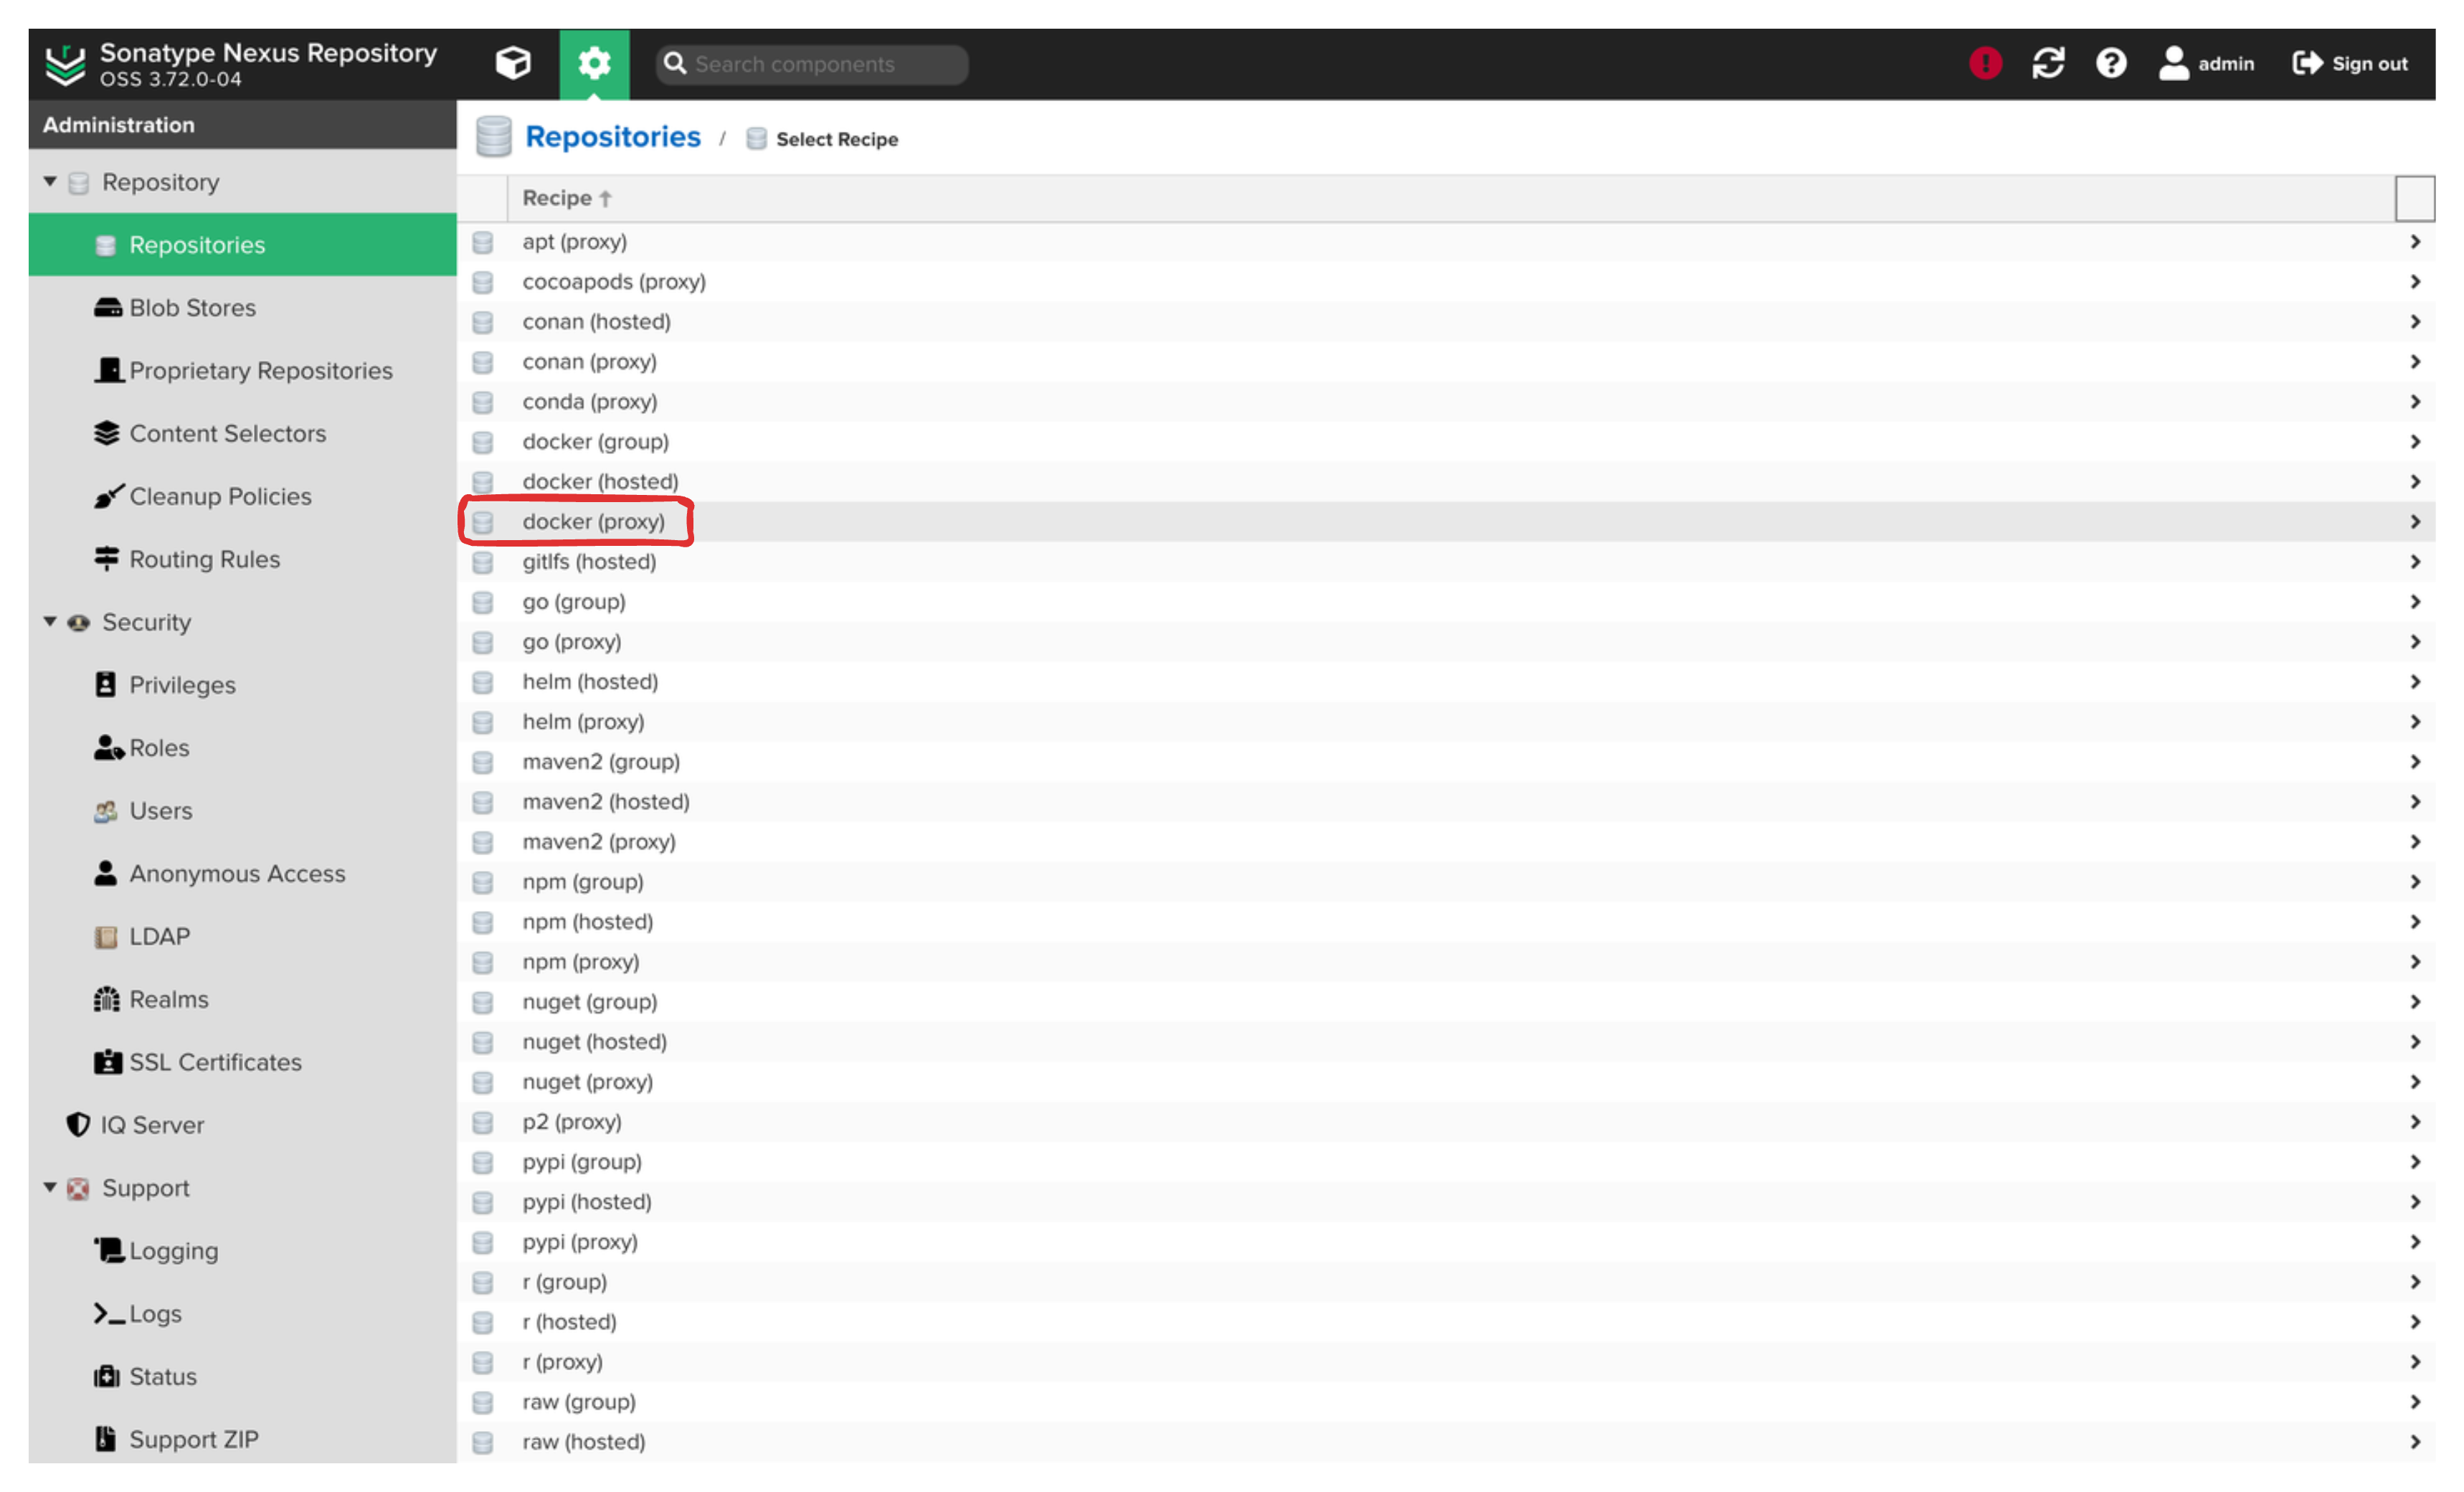 Sonatype Nexus Repository
OSS 3.72.0-04
Search components
admin
Sign out
Administration
Repository
Repositories
Blob Stores
Proprietary Repositories
Content Selectors
Cleanup Policies
Routing Rules
Security
Privileges
Roles
Users
Anonymous Access
LDAP
Realms
SSL Certificates
IQ Server
Support
Logging
Logs
Status
Support ZIP
Repositories / Select Recipe
Recipe
apt (proxy)
cocoapods (proxy)
conan (hosted)
conan (proxy)
conda (proxy)
docker (group)
docker (hosted)
docker (proxy)
gitlfs (hosted)
go (group)
go (proxy)
helm (hosted)
helm (proxy)
maven2 (group)
maven2 (hosted)
maven2 (proxy)
npm (group)
npm (hosted)
npm (proxy)
nuget (group)
nuget (hosted)
nuget (proxy)
p2 (proxy)
pypi (group)
pypi (hosted)
pypi (proxy)
r (group)
r (hosted)
r (proxy)
raw (group)
raw (hosted)